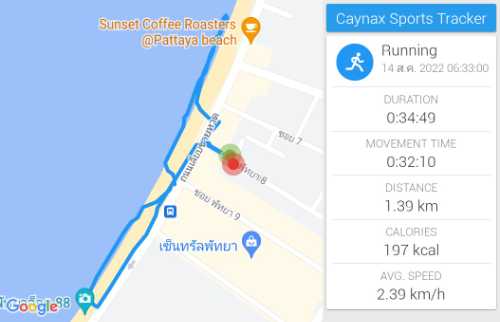 Sunset Coffee Roasters
@Pattaya beach
ถนนเลียบชายหาด
ซอย 7
พัทยา 8
ซอย พัทยา 9
เซ็นทรัลพัทยา
88
Google
Caynax Sports Tracker
Running
14 ส.ค. 2022 06:33:00
DURATION
0:34:49
MOVEMENT TIME
0:32:10
DISTANCE
1.39 km
CALORIES
197 kcal
AVG. SPEED
2.39 km/h